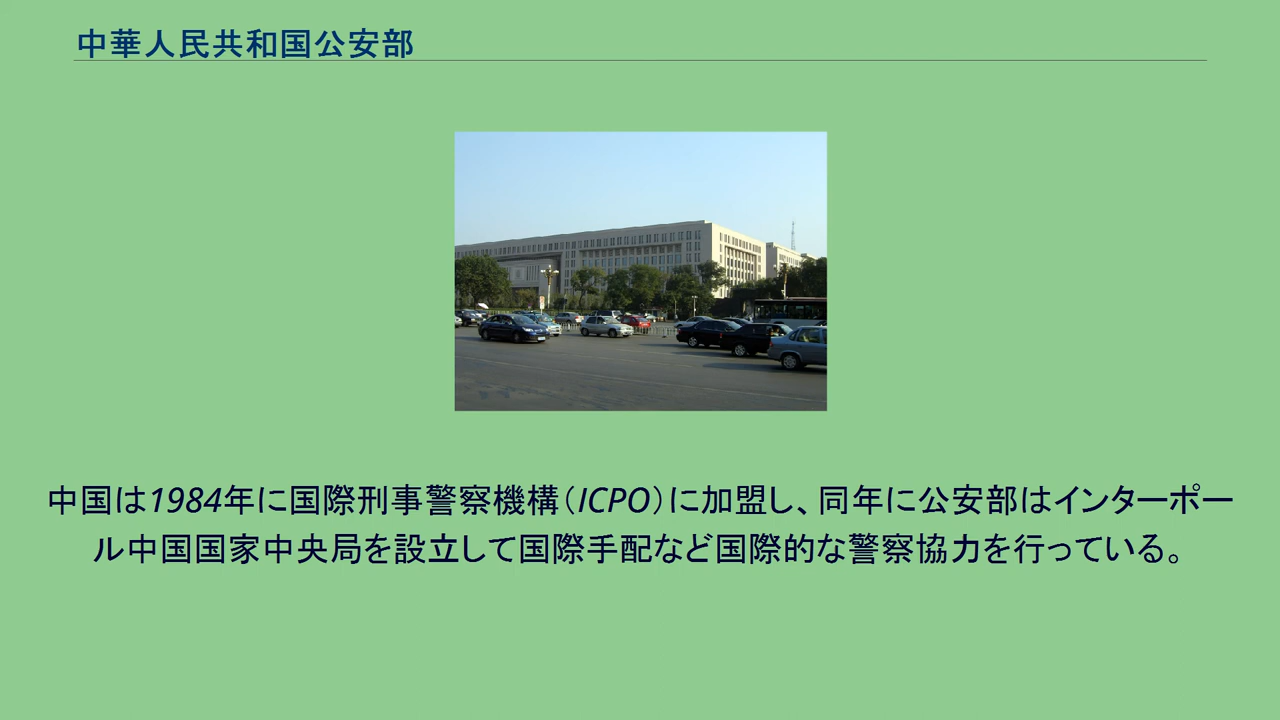 中華人民共和国公安部
中国は1984年に国際刑事警察機構（ICPO）に加盟し、同年に公安部はインターポー
ル中国国家中央局を設立して国際手配など国際的な警察協力を行っている。